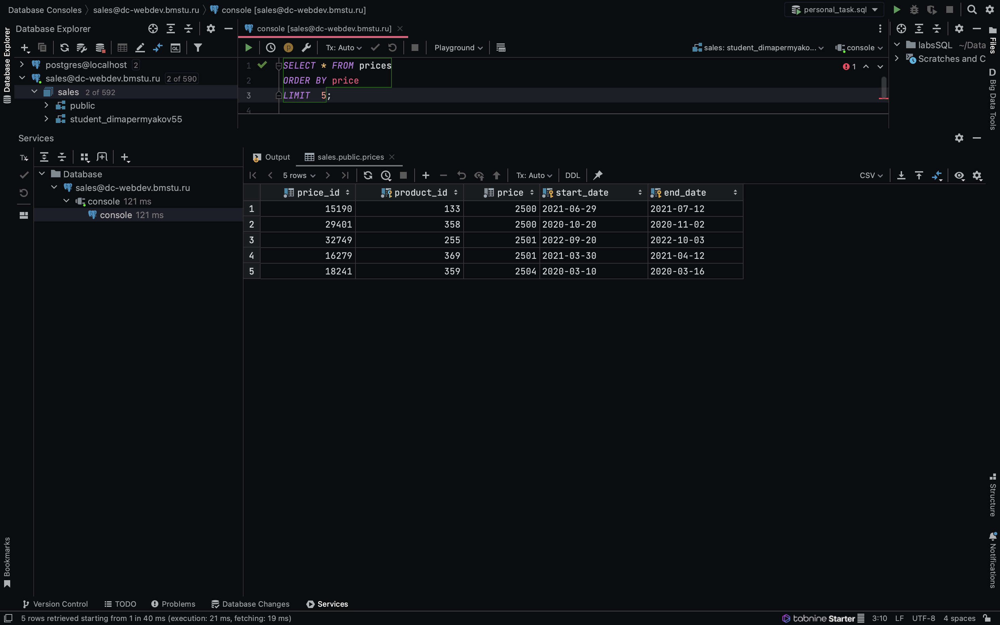 Database Consoles sales@dc-webdev.bmstu.ru console [sales@dc-webdev.bmstu.ru]
personal_task.sql
Database Explorer
Database Explorer
console [sales@dc-webdev.bmstu.ru]
Tx: Auto
Playground
sales: student_dimapermyako...
console
postgres@localhost 2
sales@dc-webdev.bmstu.ru 2 of 590
sales 2 of 592
public
student_dimapermyakov55
1 SELECT * FROM prices
2 ORDER BY price
3 LIMIT 5;
4
1
labsSQL ~/Data
Scratches and C
Files
D Big Data Tools
Services
Tx
Output
sales.public.prices
Database
sales@dc-webdev.bmstu.ru
console 121 ms
console 121 ms
5 rows
Tx: Auto
DDL
CSV
price_id product_id price start_date end_date
1 15190 133 2500 2021-06-29 2021-07-12
2 29401 358 2500 2020-10-20 2020-11-02
3 32749 255 2501 2022-09-20 2022-10-03
4 16279 369 2501 2021-03-30 2021-04-12
5 18241 359 2504 2020-03-10 2020-03-16
Structure
Notifications
Bookmarks
Version Control
TODO
Problems
Database Changes
Services
5 rows retrieved starting from 1 in 40 ms (execution: 21 ms, fetching: 19 ms)
tabnine Starter
3:10 LF UTF-8 4 spaces